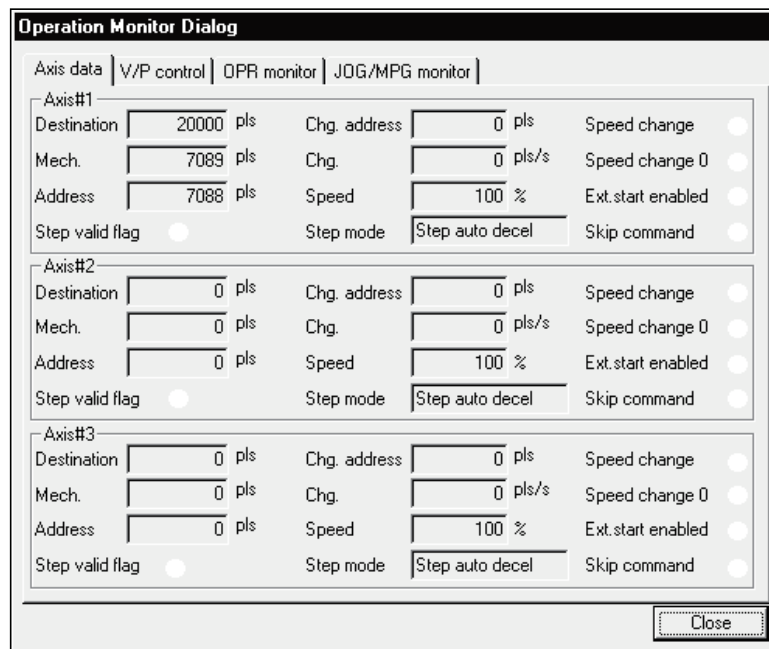 Operation Monitor Dialog
Axis data V/P control OPR monitor JOG/MPG monitor
Axis#1
Destination 20000 pls Chg. address 0 pls Speed change
Mech. 7089 pls Chg. 0 pls/s Speed change 0
Address 7088 pls Speed 100 % Ext.start enabled
Step valid flag Step mode Step auto decel Skip command
Axis#2
Destination 0 pls Chg. address 0 pls Speed change
Mech. 0 pls Chg. 0 pls/s Speed change 0
Address 0 pls Speed 100 % Ext.start enabled
Step valid flag Step mode Step auto decel Skip command
Axis#3
Destination 0 pls Chg. address 0 pls Speed change
Mech. 0 pls Chg. 0 pls/s Speed change 0
Address 0 pls Speed 100 % Ext.start enabled
Step valid flag Step mode Step auto decel Skip command
Close